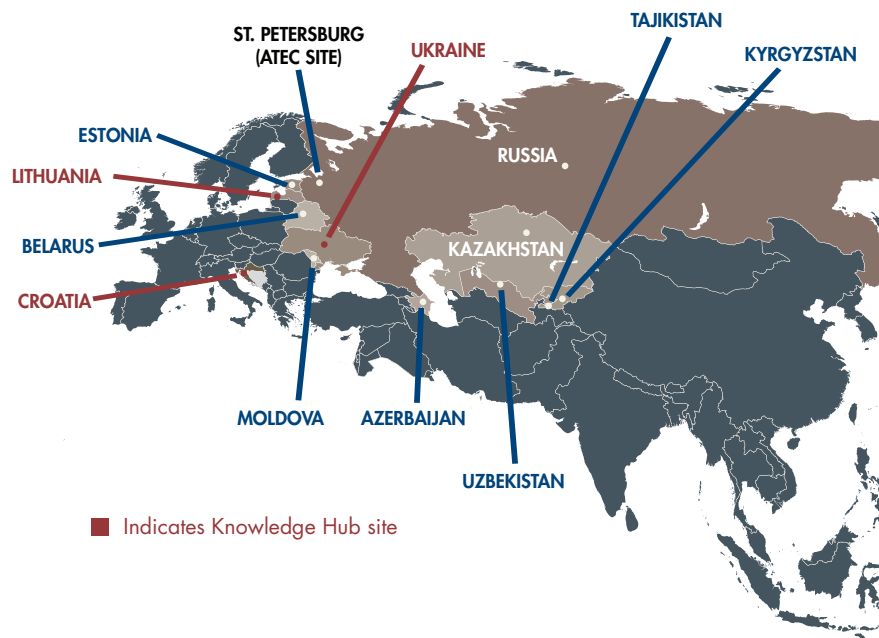 TAJIKISTAN
ST. PETERSBURG
(ATEC SITE)
UKRAINE
KYRGYZSTAN
ESTONIA
RUSSIA
LITHUANIA
BELARUS
KAZAKHSTAN
CROATIA
MOLDOVA
AZERBAIJAN
UZBEKISTAN
Indicates Knowledge Hub site